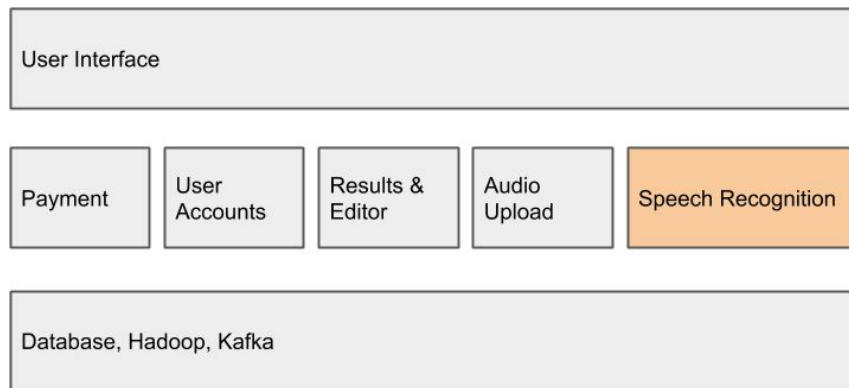 User Interface
Payment
User
Accounts
Results &
Editor
Audio
Upload
Speech Recognition
Database, Hadoop, Kafka